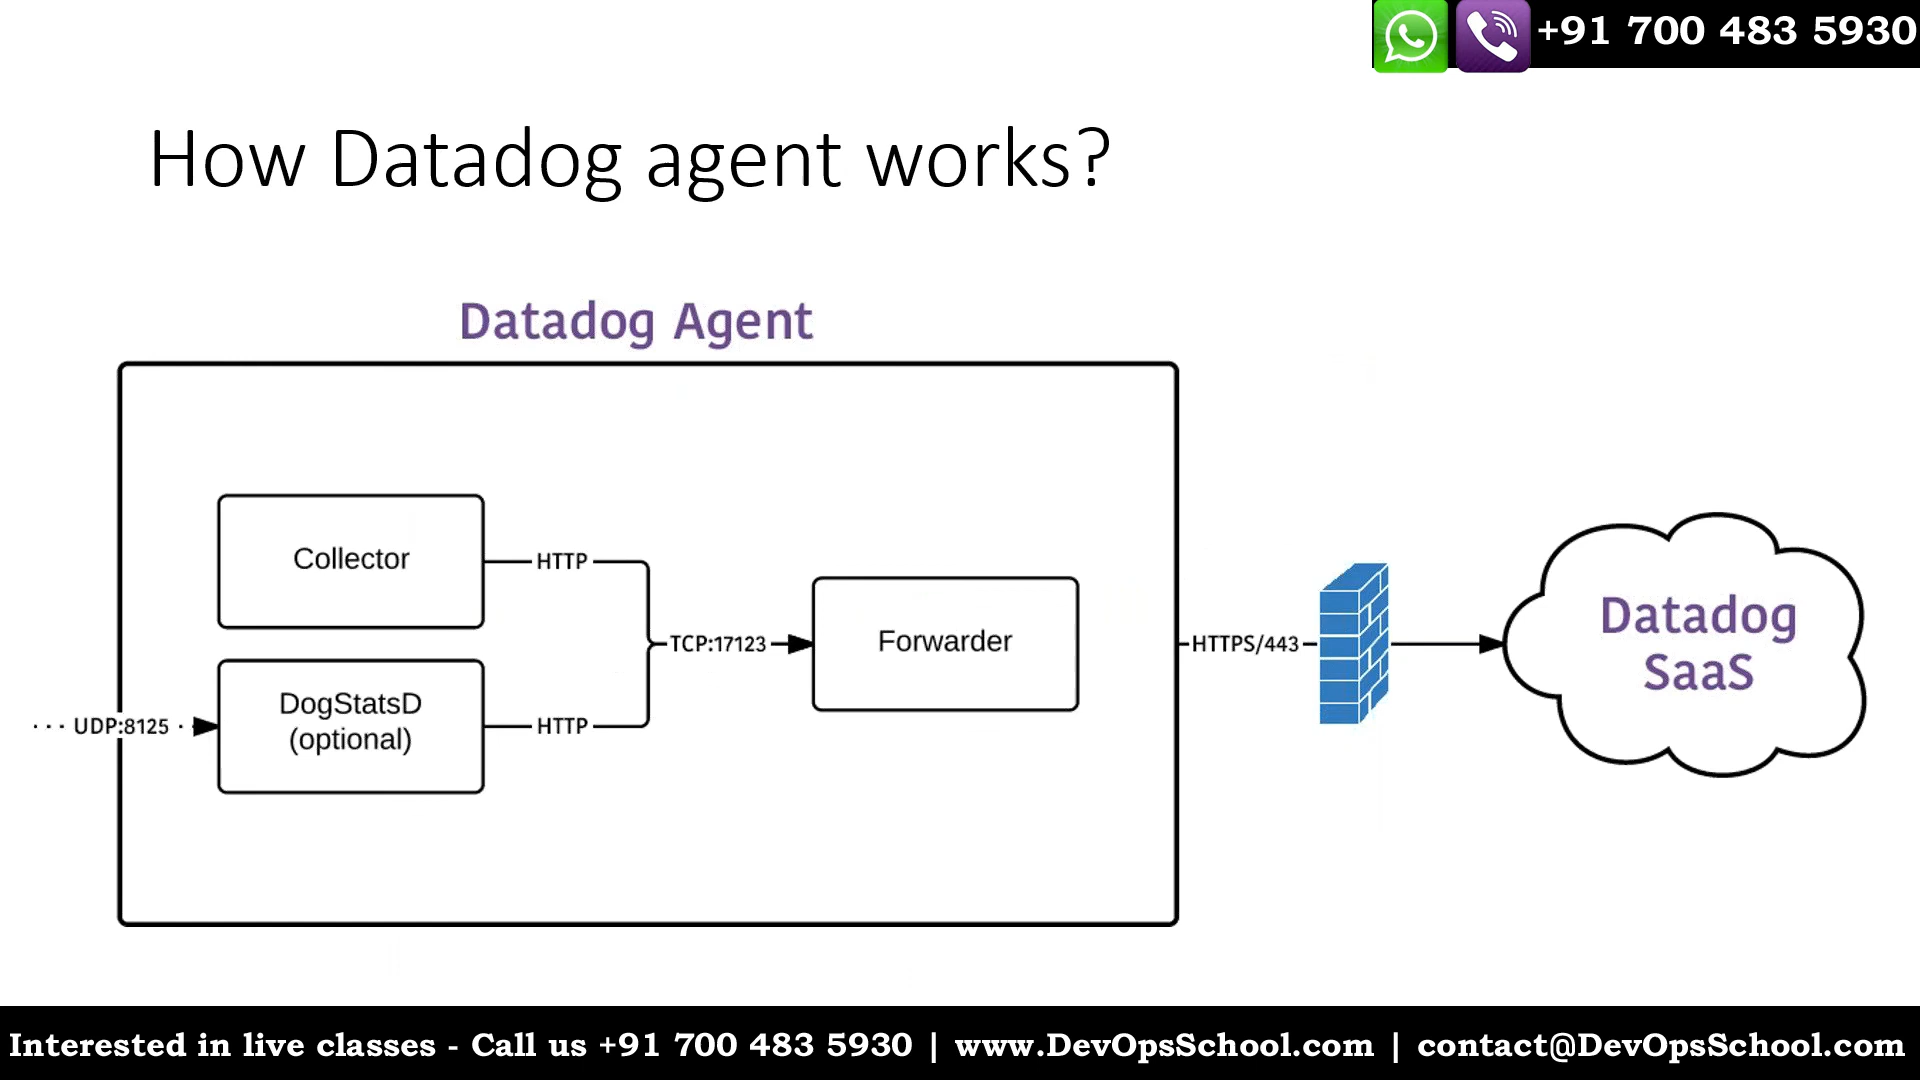 +91 700 483 5930
How Datadog agent works?
Datadog Agent
Collector
HTTP
TCP:17123
Forwarder
HTTPS/443
Datadog
SaaS
UDP:8125
DogStatsD
(optional)
HTTP
Interested in live classes - Call us +91 700 483 5930 | www.DevOpsSchool.com | contact@DevOpsSchool.com